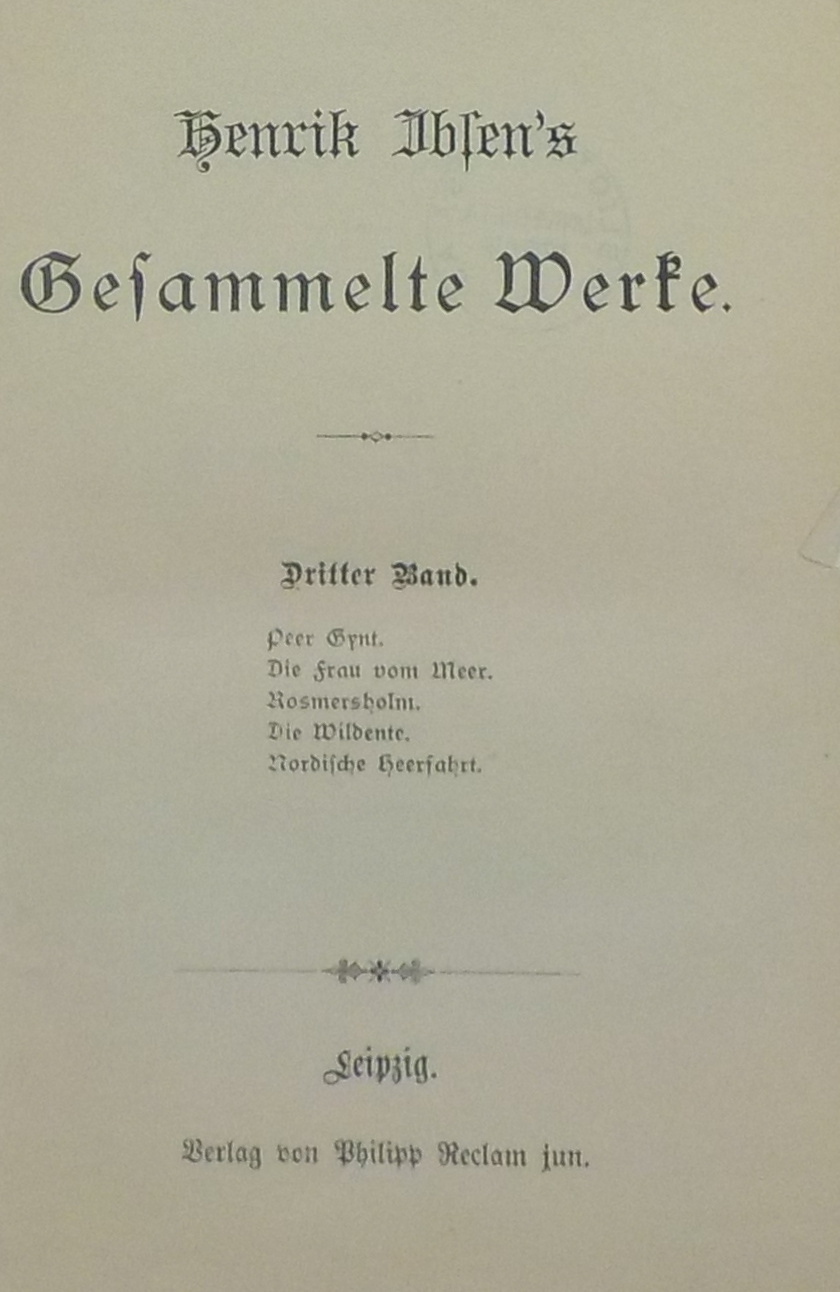 Henrik Ibſen's
Geſammelte Werke.
Dritter Band.
Peer Gynt.
Die Frau vom Meer.
Rosmersholm.
Die Wildente.
Nordiſche Heerfahrt.
Leipzig.
Verlag von Philipp Reclam jun.